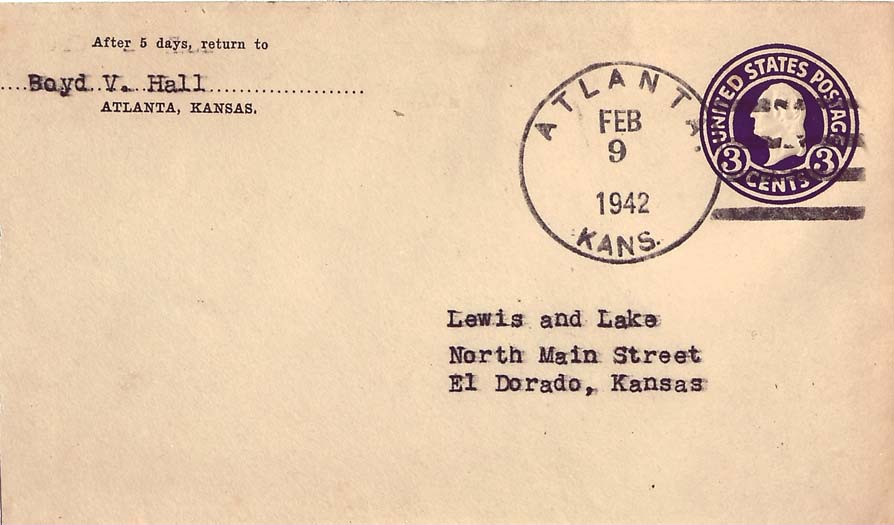 After 5 days, return to
Boyd V. Hall
ATLANTA, KANSAS.
ATLANTA,
FEB
9
1942
KANS.
UNITED STATES POSTAGE
3 3
CENTS
Lewis and Lake
North Main Street
El Dorado, Kansas